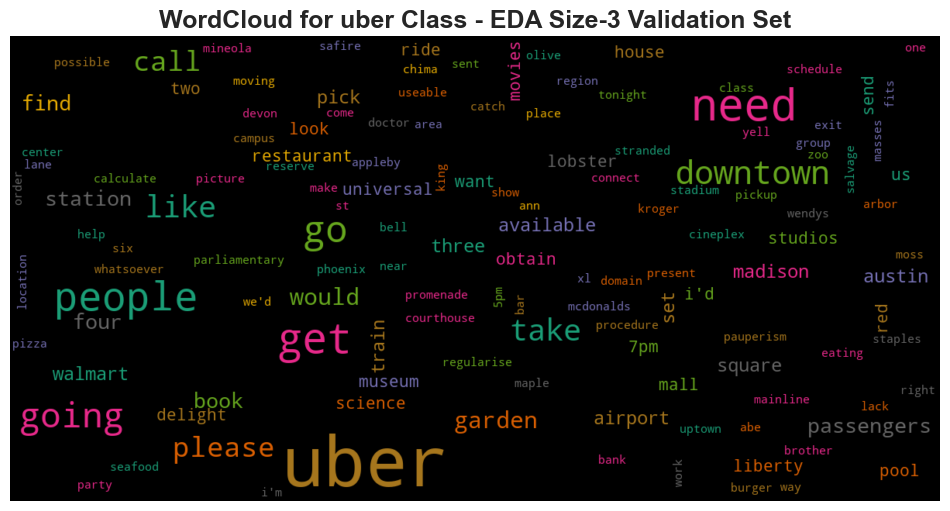 WordCloud for uber Class - EDA Size-3 Validation Set
mineola
safire
ride
movies
olive
house
one
possible
call
chima
sent
region
schedule
find
two
moving
useable
catch
tonight
class
need
send
fits
pick
place
devon
come
doctor
area
look
campus
yell
exit
masses
center
lane
restaurant
reserve
appleby
lobster
stranded
group
zoo
salvage
order
calculate
picture
make
universal
king
want
show
connect
downtown
stadium
pickup
us
station
like
st
ann
kroger
wendys
arbor
help
go
bell
three
available
cineplex
studios
six
parliamentary
obtain
moss
location
whatsoever
phoenix
near
xl
domain
present
madison
austin
people
we'd
would
promenade
5pm
bar
mcdonalds
set
i'd
red
four
courthouse
take
procedure
pauperism
staples
pizza
get
train
regularise
7pm
square
eating
walmart
museum
maple
mall
right
going
book
delight
science
garden
airport
mainline
lack
passengers
please
uptown
abe
brother
seafood
uber
bank
work
liberty
pool
party
i'm
burger
way